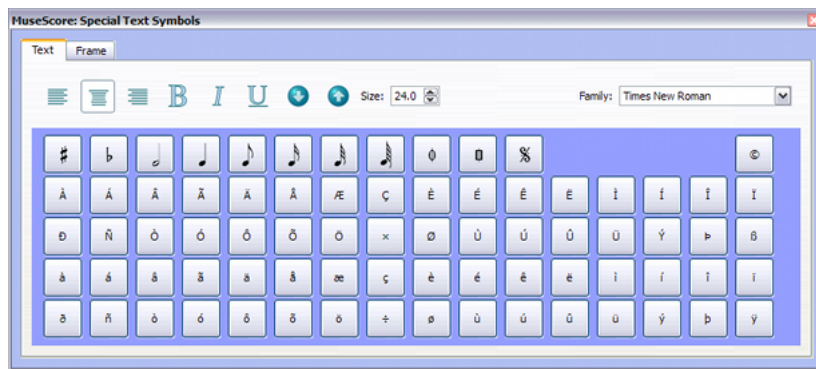 MuseScore: Special Text Symbols
Text Frame
B I U Size: 24.0 Family: Times New Roman
♯ ♭ 𝅗𝅥 𝅘𝅥 𝅘𝅥𝅮 𝅘𝅥𝅯 𝅘𝅥𝅰 𝅘𝅥𝅱 𝄋 ©
À Á Â Ã Ä Å Æ Ç È É Ê Ë Ì Í Î Ï
Ð Ñ Ò Ó Ô Õ Ö × Ø Ù Ú Û Ü Ý Þ ß
à á â ã ä å æ ç è é ê ë ì í î ï
ð ñ ò ó ô õ ö ÷ ø ù ú û ü ý þ ÿ